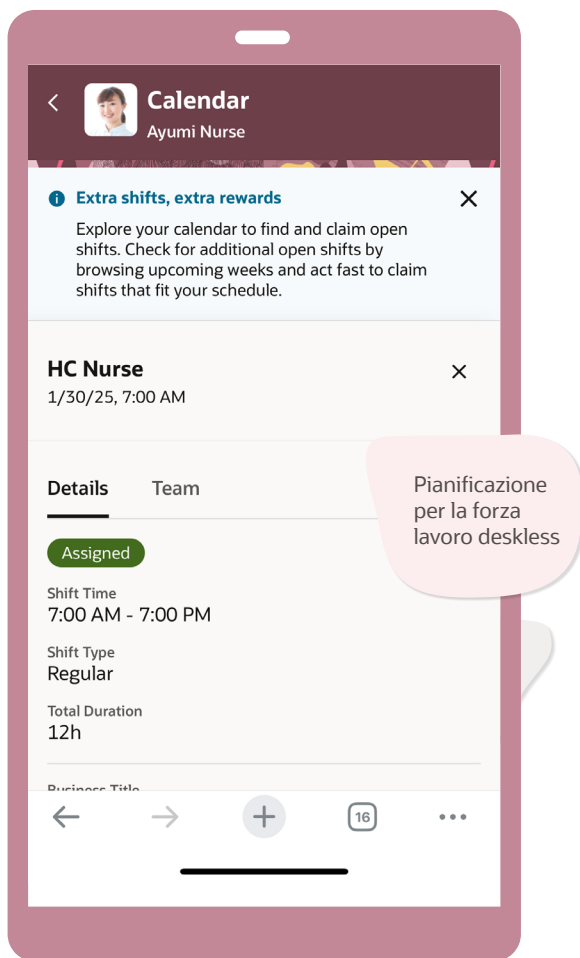 Calendar
Ayumi Nurse
Extra shifts, extra rewards
Explore your calendar to find and claim open
shifts. Check for additional open shifts by
browsing upcoming weeks and act fast to claim
shifts that fit your schedule.
HC Nurse
1/30/25, 7:00 AM
Details Team
Pianificazione
per la forza
lavoro deskless
Assigned
Shift Time
7:00 AM - 7:00 PM
Shift Type
Regular
Total Duration
12h
Business Title
16